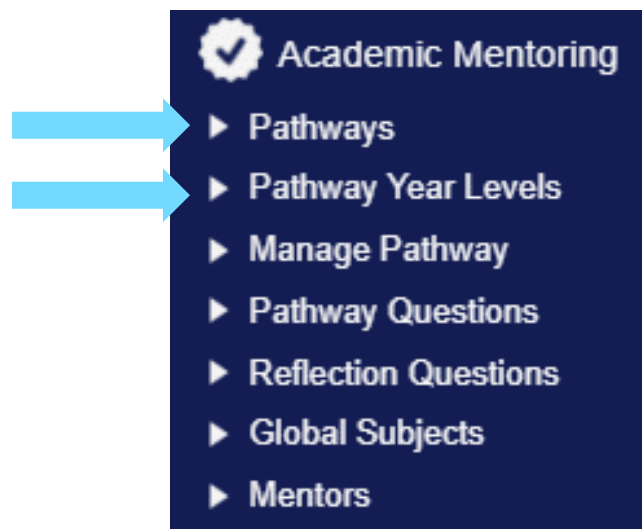 Academic Mentoring
Pathways
Pathway Year Levels
Manage Pathway
Pathway Questions
Reflection Questions
Global Subjects
Mentors